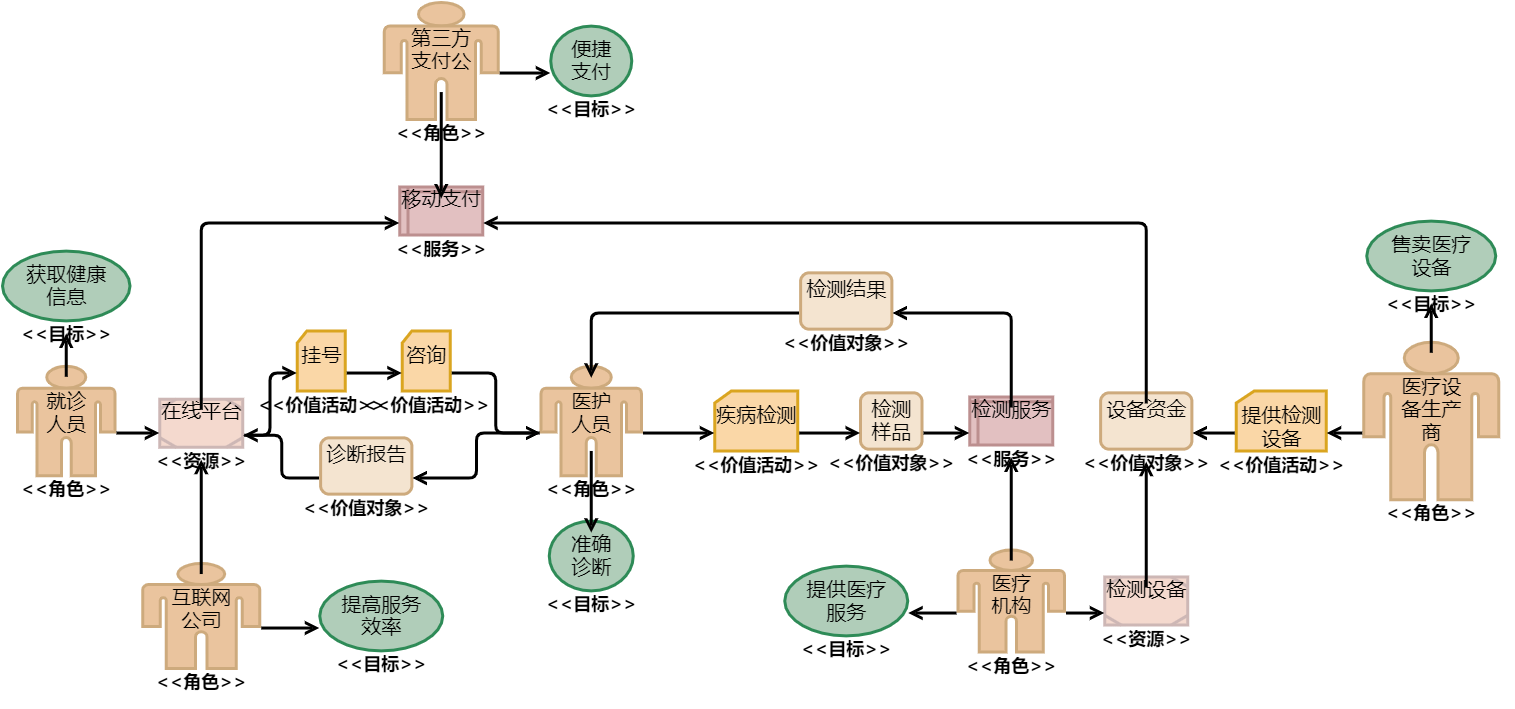 第三方
支付公
<<角色>>
便捷
支付
<<目标>>
移动支付
<<服务>>
获取健康
信息
<<目标>>
售卖医疗
设备
<<目标>>
检测结果
<<价值对象>>
挂号
<<价值活动>>
咨询
<<价值活动>>
就诊
人员
<<角色>>
在线平台
<<资源>>
诊断报告
<<价值对象>>
医护
人员
<<角色>>
疾病检测
<<价值活动>>
检测
样品
<<价值对象>>
检测服务
<<服务>>
设备资金
<<价值对象>>
提供检测
设备
<<价值活动>>
医疗设
备生产
商
<<角色>>
准确
诊断
<<目标>>
互联网
公司
<<角色>>
提高服务
效率
<<目标>>
提供医疗
服务
<<目标>>
医疗
机构
<<角色>>
检测设备
<<资源>>